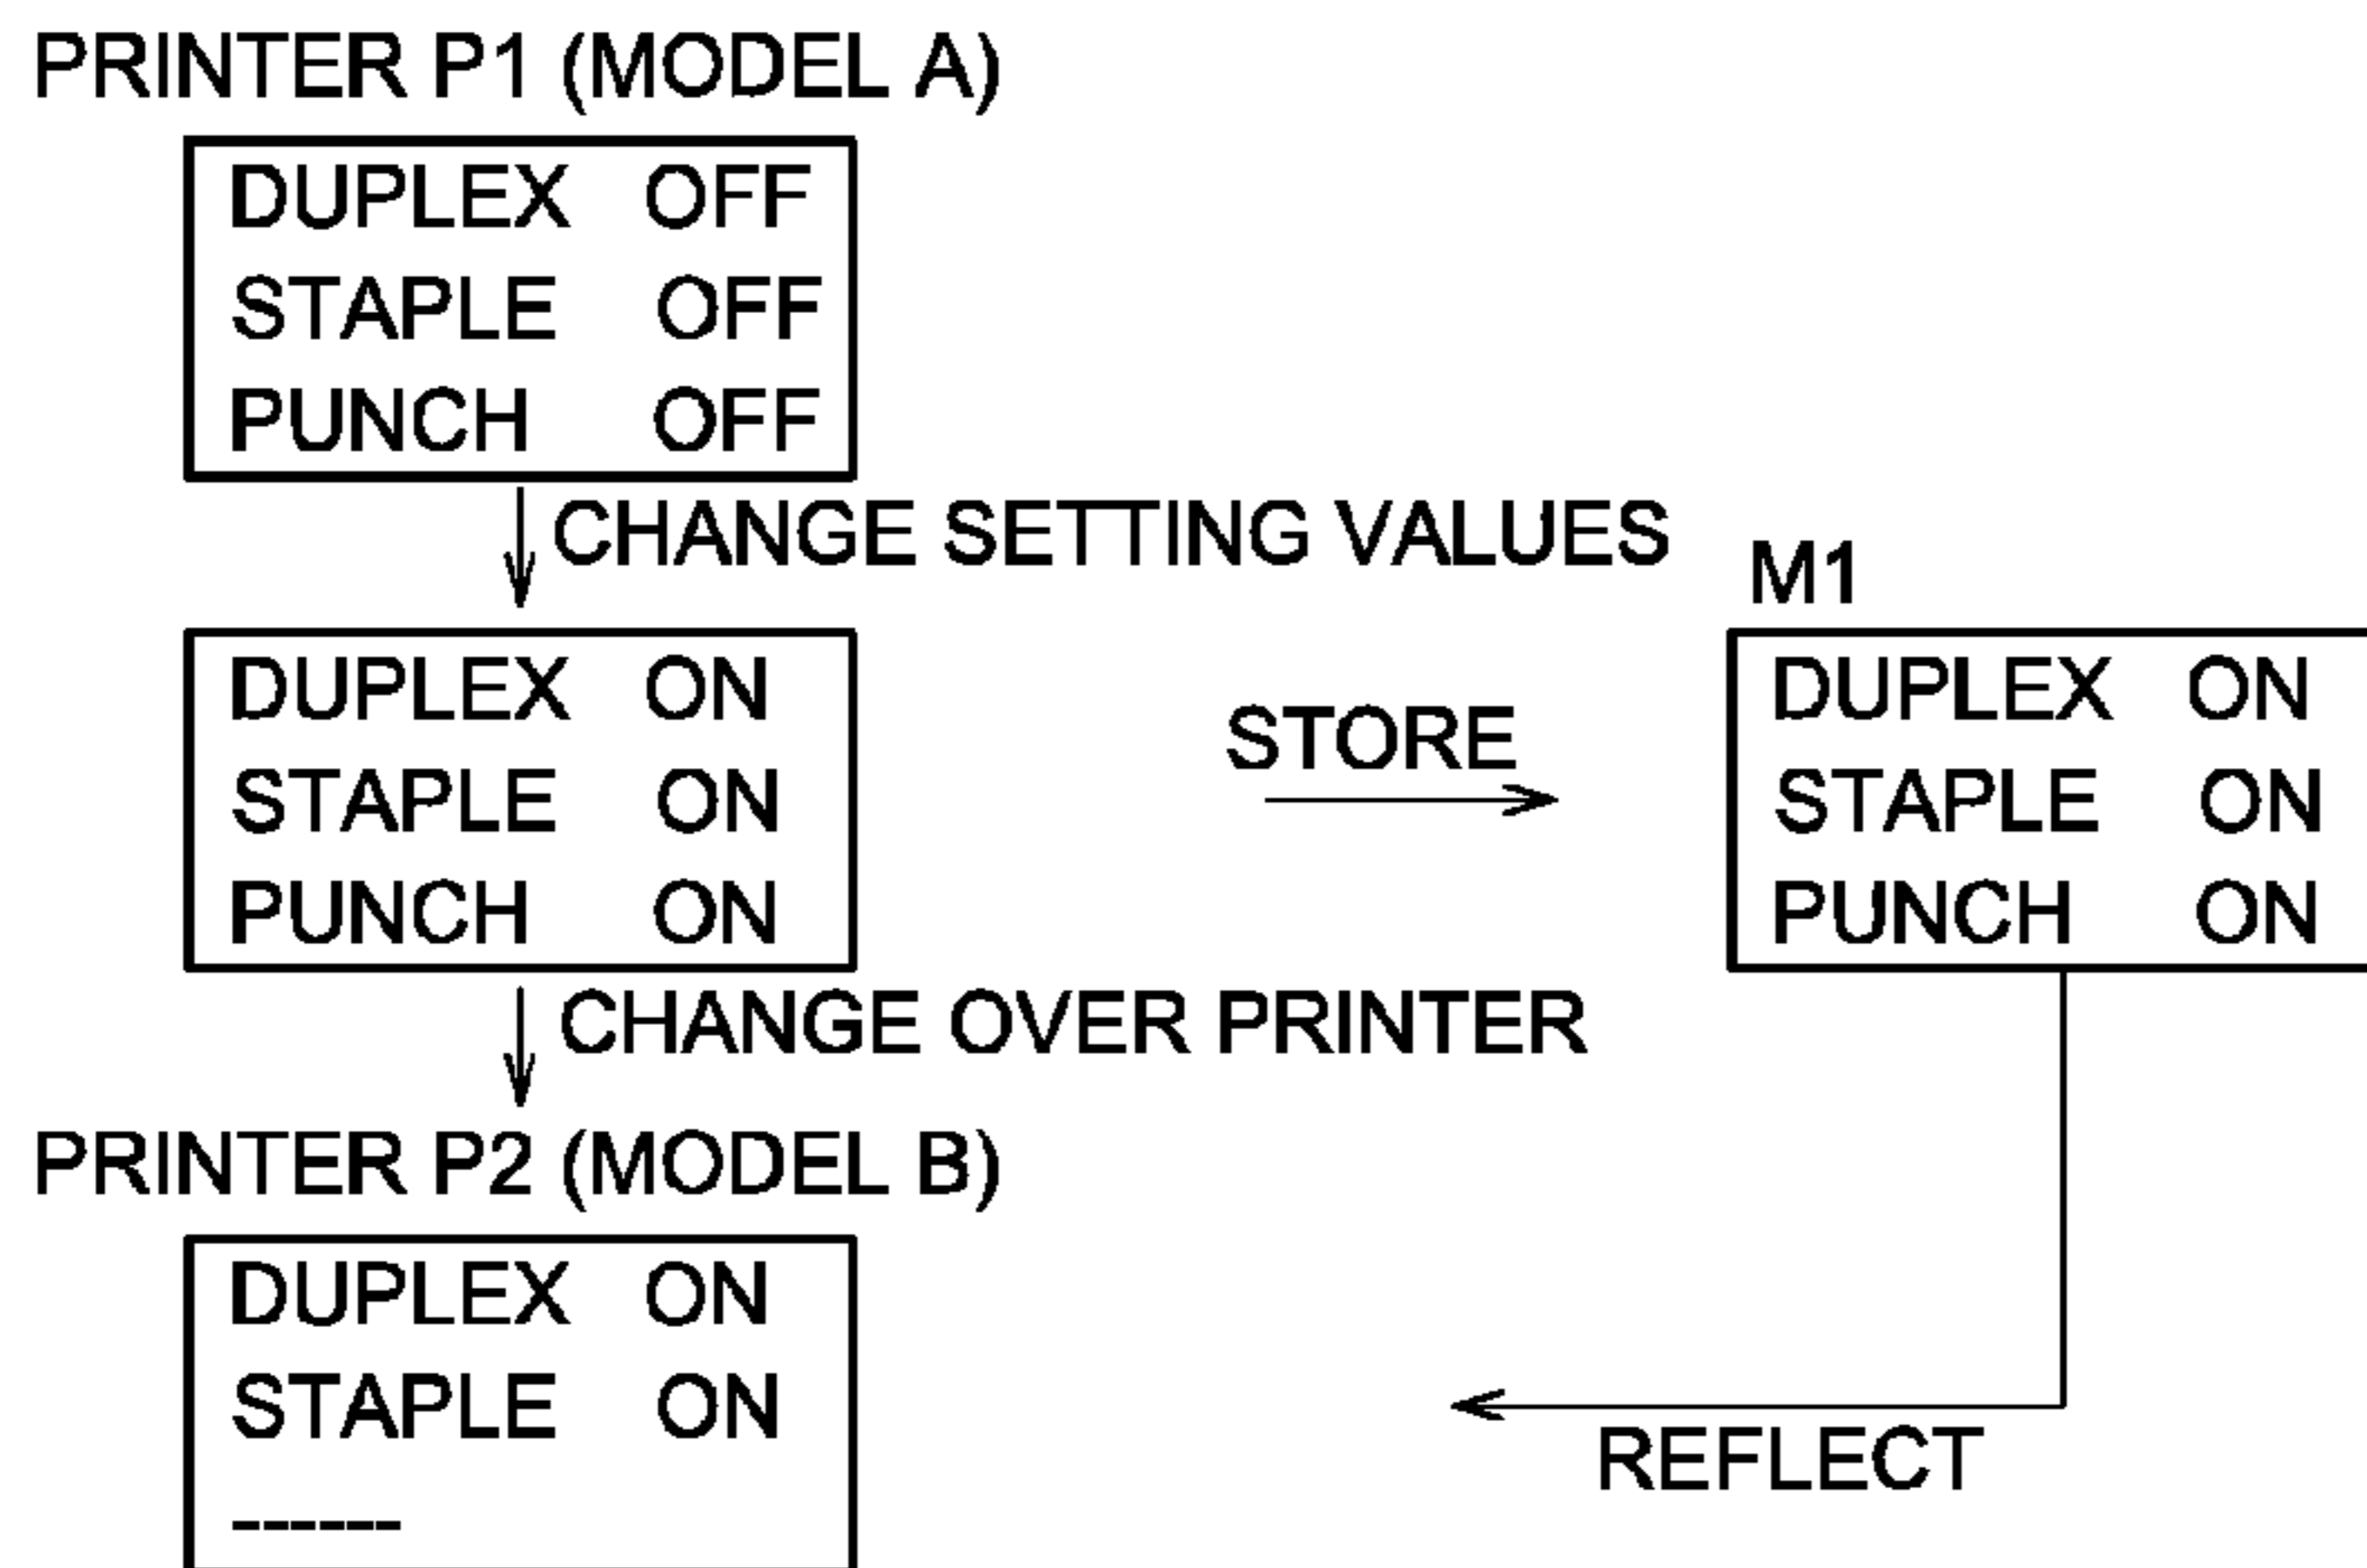 PRINTER P1 (MODEL A)
DUPLEX OFF
STAPLE OFF
PUNCH OFF
CHANGE SETTING VALUES
M1
DUPLEX ON
STAPLE ON
PUNCH ON
STORE
DUPLEX ON
STAPLE ON
PUNCH ON
CHANGE OVER PRINTER
PRINTER P2 (MODEL B)
DUPLEX ON
STAPLE ON
------
REFLECT